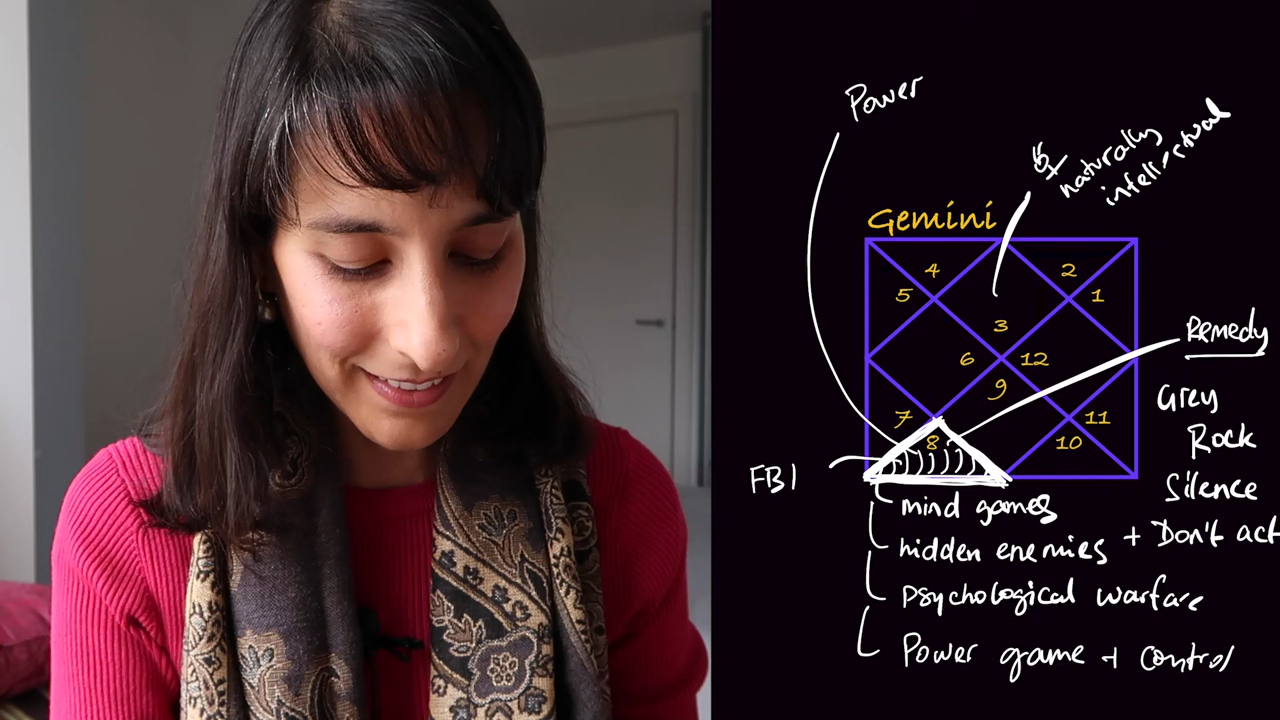 Power
naturally
intellectual
Gemini
4
2
5
1
3
Remedy
6
12
9
Grey
7
11
8
10
Rock
FBI
Silence
mind games
+ Don't act
hidden enemies
psychological warfare
Power game + control